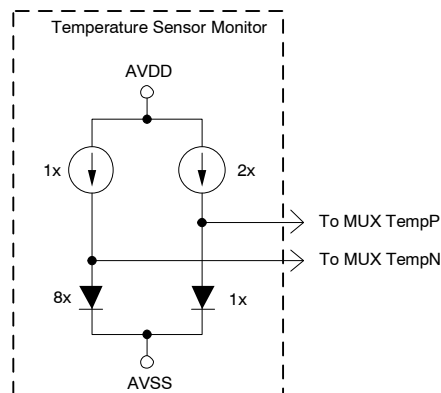 Temperature Sensor Monitor
AVDD
1x
2x
To MUX TempP
To MUX TempN
8x
1x
AVSS